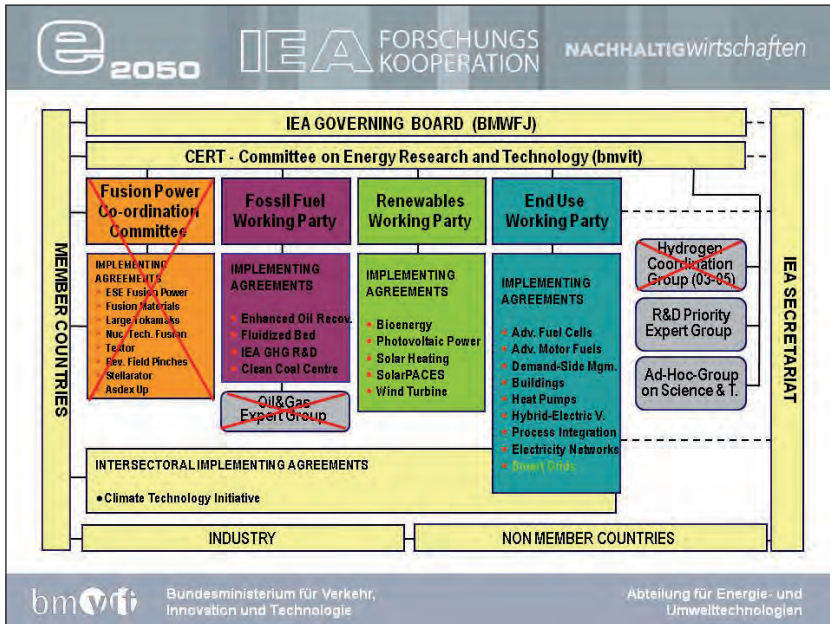 e2050
IEA FORSCHUNGS
KOOPERATION
NACHHALTIGwirtschaften
IEA GOVERNING BOARD (BMWFJ)
CERT - Committee on Energy Research and Technology (bmvit)
MEMBER COUNTRIES
Fusion Power
Co-ordination
Committee
IMPLEMENTING
AGREEMENTS
ESE Fusion Power
Fusion Materials
Large Tokamaks
Nuc. Tech. Fusion
Textor
Rev. Field Pinches
Stellarator
Asdex Up
Fossil Fuel
Working Party
IMPLEMENTING
AGREEMENTS
Enhanced Oil Recov.
Fluidized Bed
IEA GHG R&D
Clean Coal Centre
Oil&Gas
Expert Group
Renewables
Working Party
IMPLEMENTING
AGREEMENTS
Bioenergy
Photovoltaic Power
Solar Heating
SolarPACES
Wind Turbine
End Use
Working Party
IMPLEMENTING
AGREEMENTS
Adv. Fuel Cells
Adv. Motor Fuels
Demand-Side Mgm.
Buildings
Heat Pumps
Hybrid-Electric V.
Process Integration
Electricity Networks
Smart Grids
Hydrogen
Coordination
Group (03-05)
R&D Priority
Expert Group
Ad-Hoc-Group
on Science & T.
IEA SECRETARIAT
INTERSECTORAL IMPLEMENTING AGREEMENTS
● Climate Technology Initiative
INDUSTRY
NON MEMBER COUNTRIES
bmvit
Bundesministerium für Verkehr,
Innovation und Technologie
Abteilung für Energie- und
Umwelttechnologien